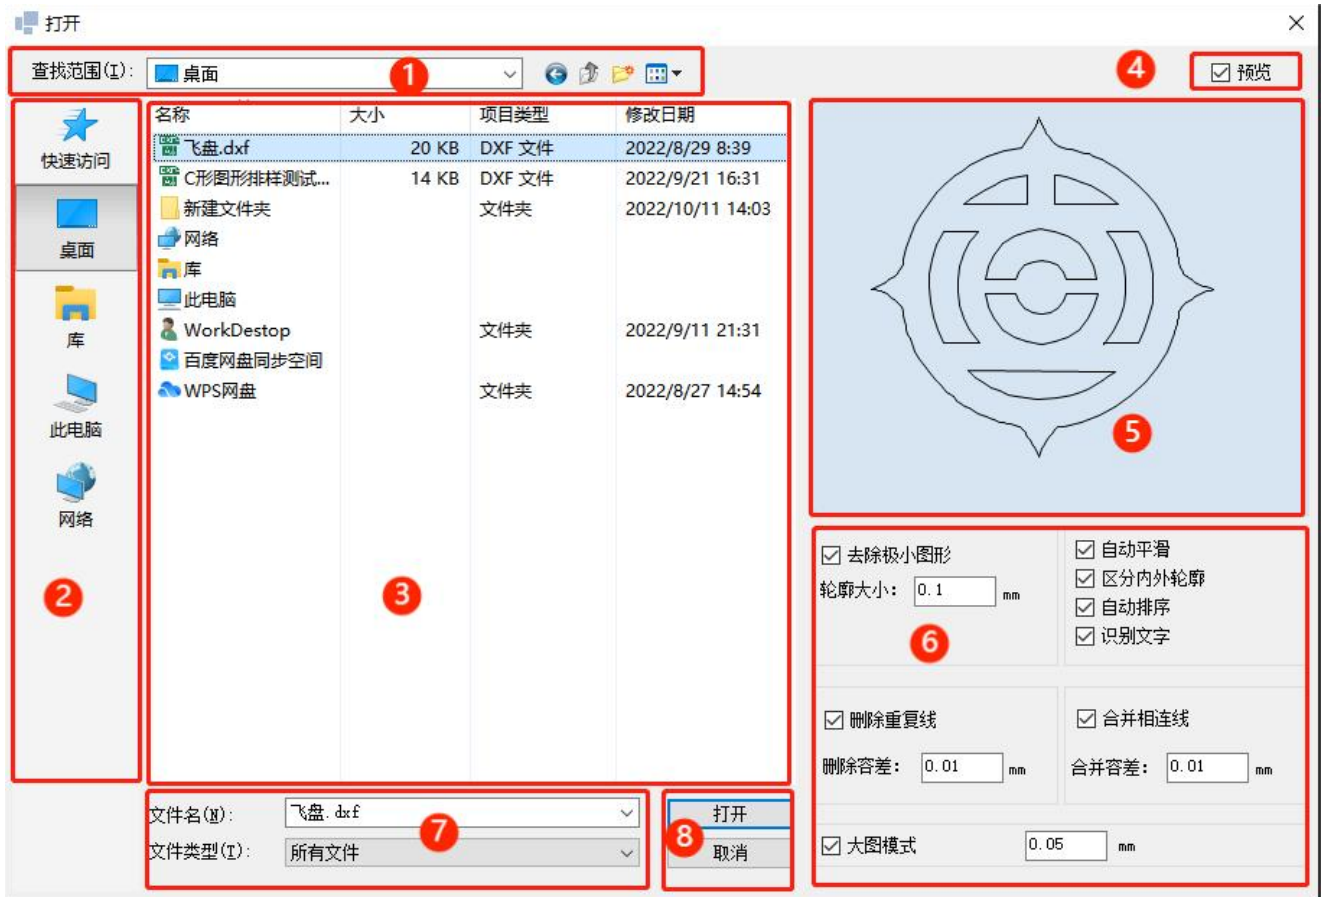 打开
查找范围(I): 桌面 1
4 预览
快速访问
桌面
库
此电脑
网络
2
名称 大小 项目类型 修改日期
飞盘.dxf 20 KB DXF 文件 2022/8/29 8:39
C形图形排样测试... 14 KB DXF 文件 2022/9/21 16:31
新建文件夹 文件夹 2022/10/11 14:03
网络
库
此电脑
WorkDestop 文件夹 2022/9/11 21:31
百度网盘同步空间
WPS网盘 文件夹 2022/8/27 14:54
3
5
去除极小图形
轮廓大小: 0.1 mm
6
自动平滑
区分内外轮廓
自动排序
识别文字
删除重复线
删除容差: 0.01 mm
合并相连线
合并容差: 0.01 mm
大图模式 0.05 mm
文件名(N): 飞盘.dxf
文件类型(T): 所有文件
7
打开
取消
8